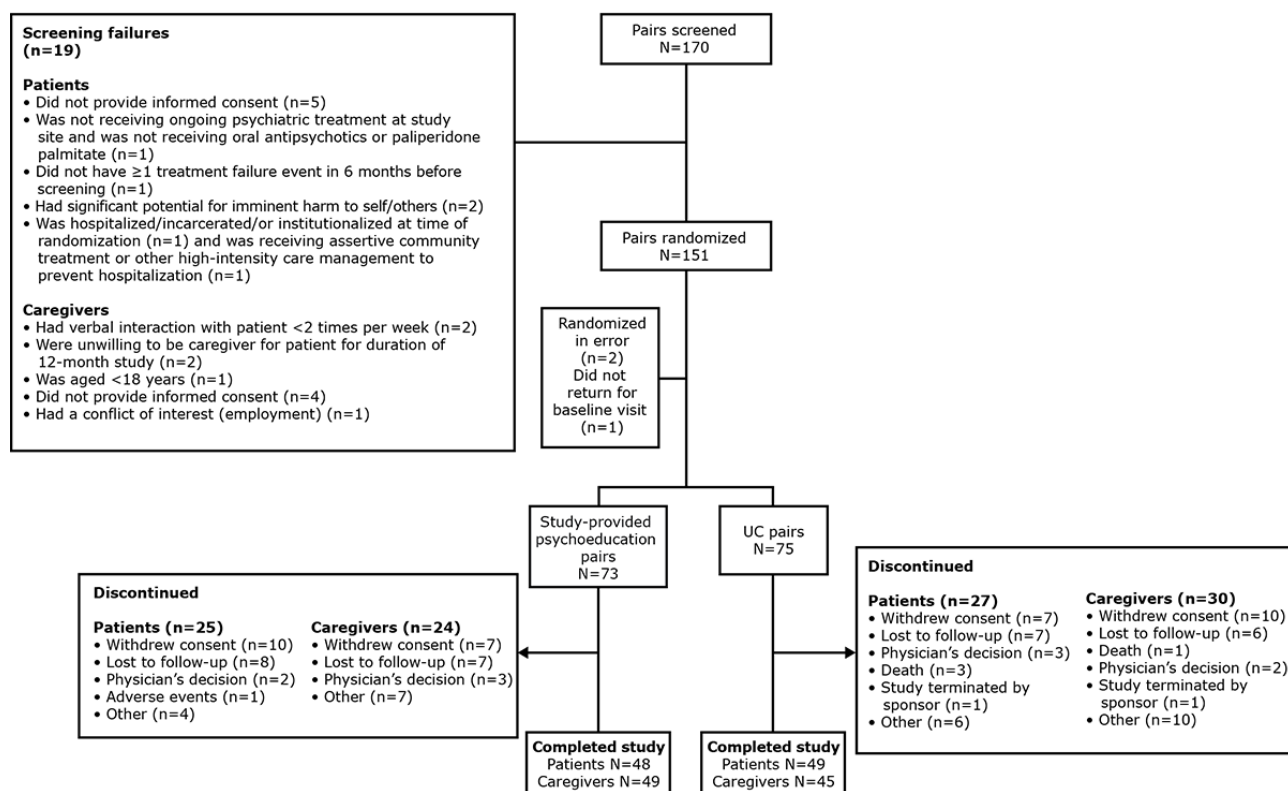 Screening failures
(n=19)
Patients
• Did not provide informed consent (n=5)
• Was not receiving ongoing psychiatric treatment at study
site and was not receiving oral antipsychotics or paliperidone
palmitate (n=1)
• Did not have ≥1 treatment failure event in 6 months before
screening (n=1)
• Had significant potential for imminent harm to self/others (n=2)
• Was hospitalized/incarcerated/or institutionalized at time of
randomization (n=1) and was receiving assertive community
treatment or other high-intensity care management to
prevent hospitalization (n=1)
Caregivers
• Had verbal interaction with patient <2 times per week (n=2)
• Were unwilling to be caregiver for patient for duration of
12-month study (n=2)
• Was aged <18 years (n=1)
• Did not provide informed consent (n=4)
• Had a conflict of interest (employment) (n=1)
Pairs screened
N=170
Pairs randomized
N=151
Randomized
in error
(n=2)
Did not
return for
baseline visit
(n=1)
Study-provided
psychoeducation
pairs
N=73
UC pairs
N=75
Discontinued
Patients (n=25)
• Withdrew consent (n=10)
• Lost to follow-up (n=8)
• Physician's decision (n=2)
• Adverse events (n=1)
• Other (n=4)
Caregivers (n=24)
• Withdrew consent (n=7)
• Lost to follow-up (n=7)
• Physician's decision (n=3)
• Other (n=7)
Discontinued
Patients (n=27)
• Withdrew consent (n=7)
• Lost to follow-up (n=7)
• Physician's decision (n=3)
• Death (n=3)
• Study terminated by
sponsor (n=1)
• Other (n=6)
Caregivers (n=30)
• Withdrew consent (n=10)
• Lost to follow-up (n=6)
• Death (n=1)
• Physician's decision (n=2)
• Study terminated by
sponsor (n=1)
• Other (n=10)
Completed study
Patients N=48
Caregivers N=49
Completed study
Patients N=49
Caregivers N=45